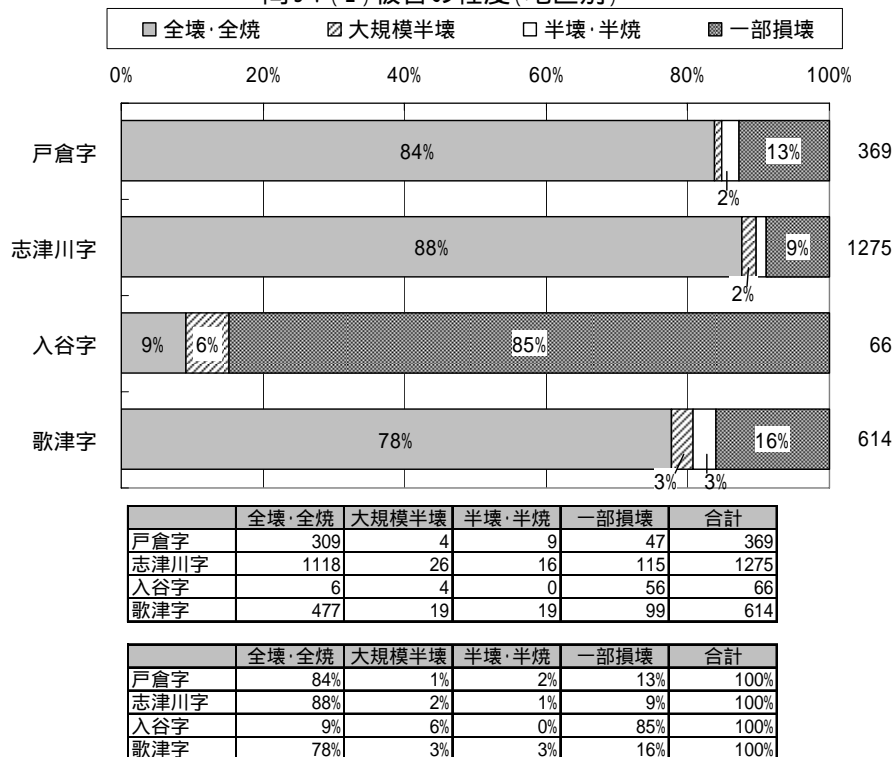 全壊・全焼 大規模半壊 半壊・半焼 一部損壊
0% 20% 40% 60% 80% 100%
戸倉字 84% 13% 369
2%
志津川字 88% 9% 1275
2%
入谷字 9% 6% 85% 66
歌津字 78% 16% 614
3% 3%
全壊・全焼 大規模半壊 半壊・半焼 一部損壊 合計
戸倉字 309 4 9 47 369
志津川字 1118 26 16 115 1275
入谷字 6 4 0 56 66
歌津字 477 19 19 99 614
全壊・全焼 大規模半壊 半壊・半焼 一部損壊 合計
戸倉字 84% 1% 2% 13% 100%
志津川字 88% 2% 1% 9% 100%
入谷字 9% 6% 0% 85% 100%
歌津字 78% 3% 3% 16% 100%